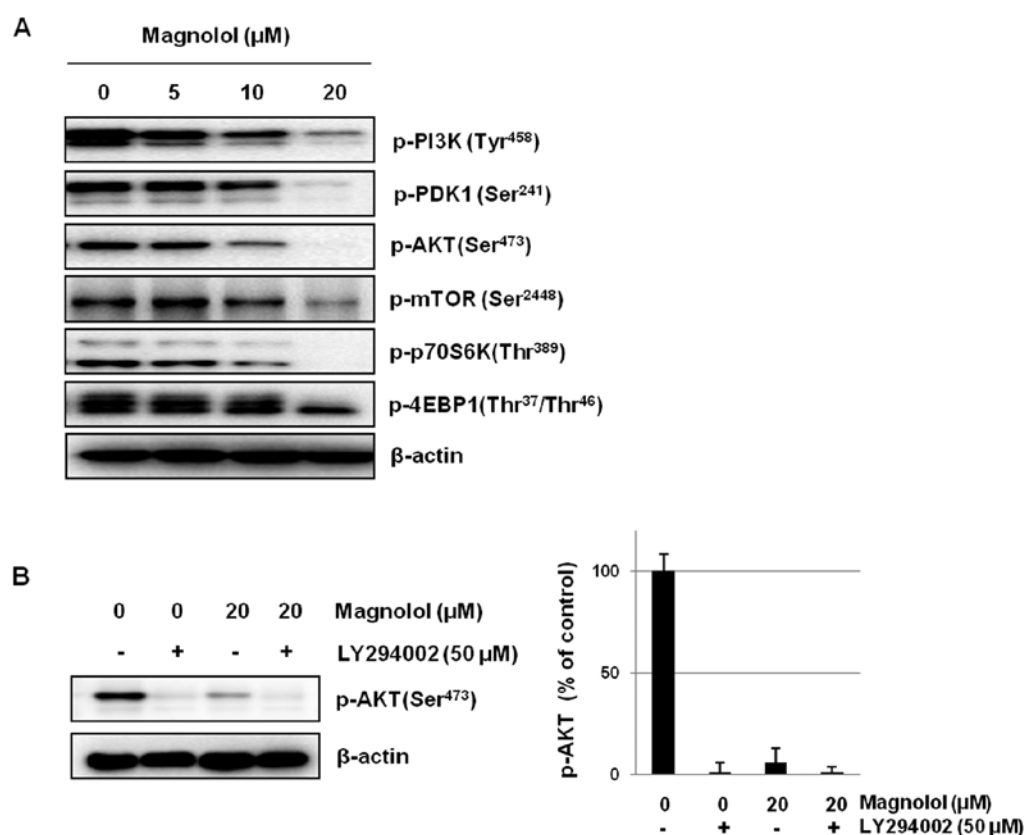 A
Magnolol (µM)
0 5 10 20
p-PI3K (Tyr458)
p-PDK1 (Ser241)
p-AKT(Ser473)
p-mTOR (Ser2448)
p-p70S6K(Thr389)
p-4EBP1(Thr37/Thr46)
β-actin
B
0 0 20 20 Magnolol (µM)
- + - + LY294002 (50 µM)
p-AKT(Ser473)
β-actin
p-AKT (% of control)
100
50
0
0 0 20 20 Magnolol (µM)
- + - + LY294002 (50 µM)